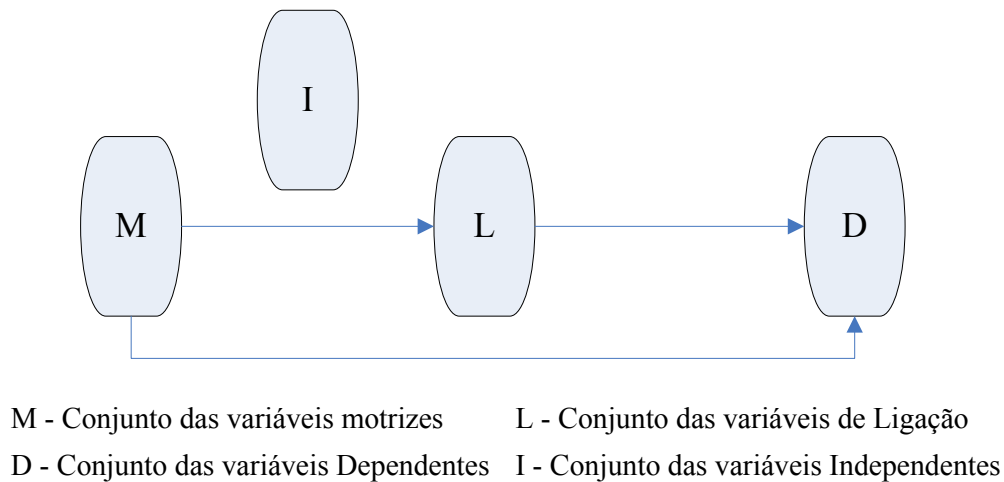 I
M
L
D
M - Conjunto das variáveis motrizes
L - Conjunto das variáveis de Ligação
D - Conjunto das variáveis Dependentes
I - Conjunto das variáveis Independentes